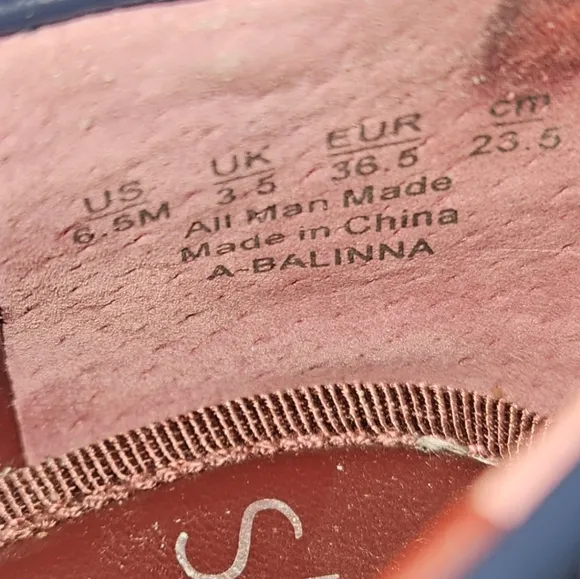 US UK EUR cm
6.5M 3.5 36.5 23.5
All Man Made
Made in China
A-BALINNA
S